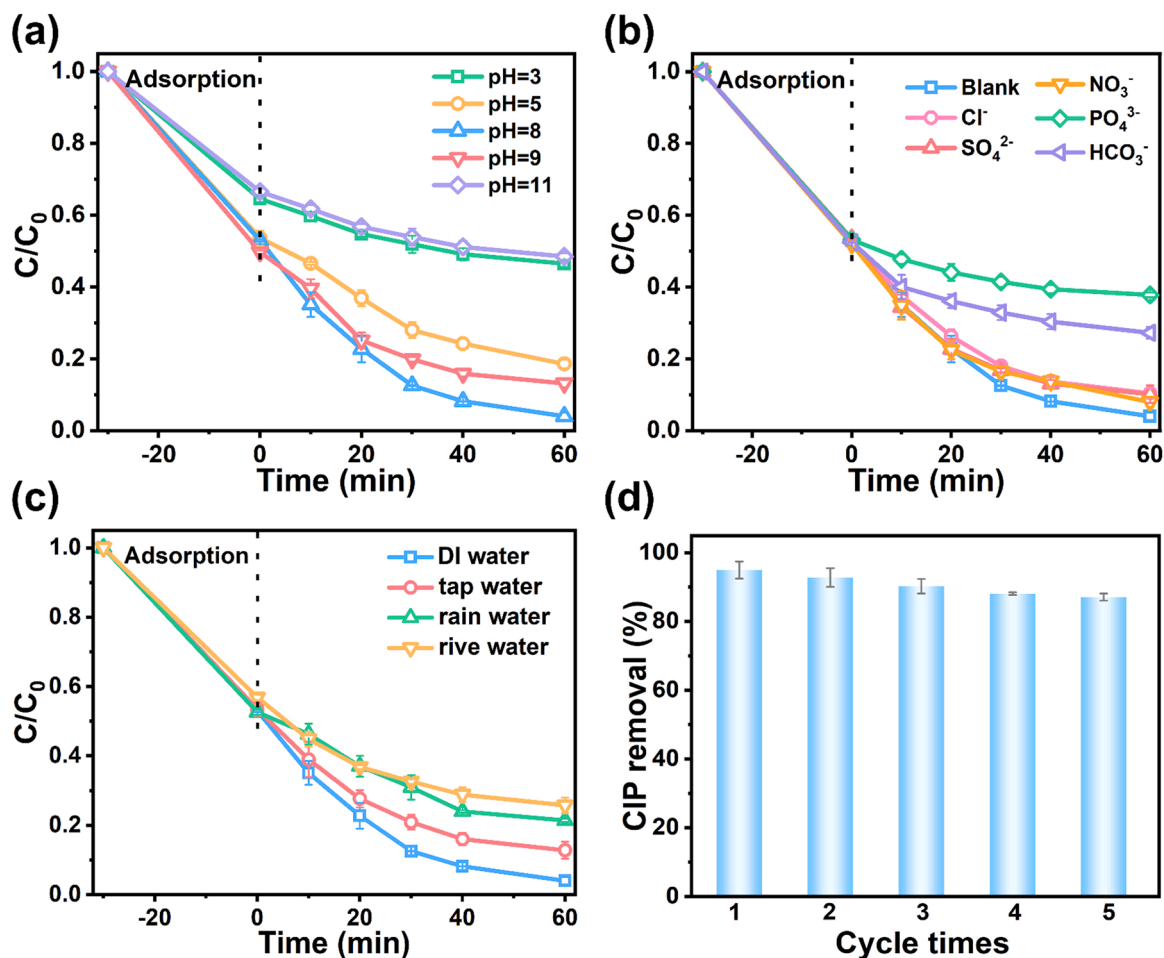 (a)
Adsorption
pH=3
pH=5
pH=8
pH=9
pH=11
C/C₀
1.0
0.8
0.6
0.4
0.2
0.0
-20
0
20
40
60
Time (min)
(b)
Adsorption
Blank
Cl⁻
SO₄²⁻
NO₃⁻
PO₄³⁻
HCO₃⁻
C/C₀
1.0
0.8
0.6
0.4
0.2
0.0
-20
0
20
40
60
Time (min)
(c)
Adsorption
DI water
tap water
rain water
rive water
C/C₀
1.0
0.8
0.6
0.4
0.2
0.0
-20
0
20
40
60
Time (min)
(d)
CIP removal (%)
100
80
60
40
20
0
1
2
3
4
5
Cycle times